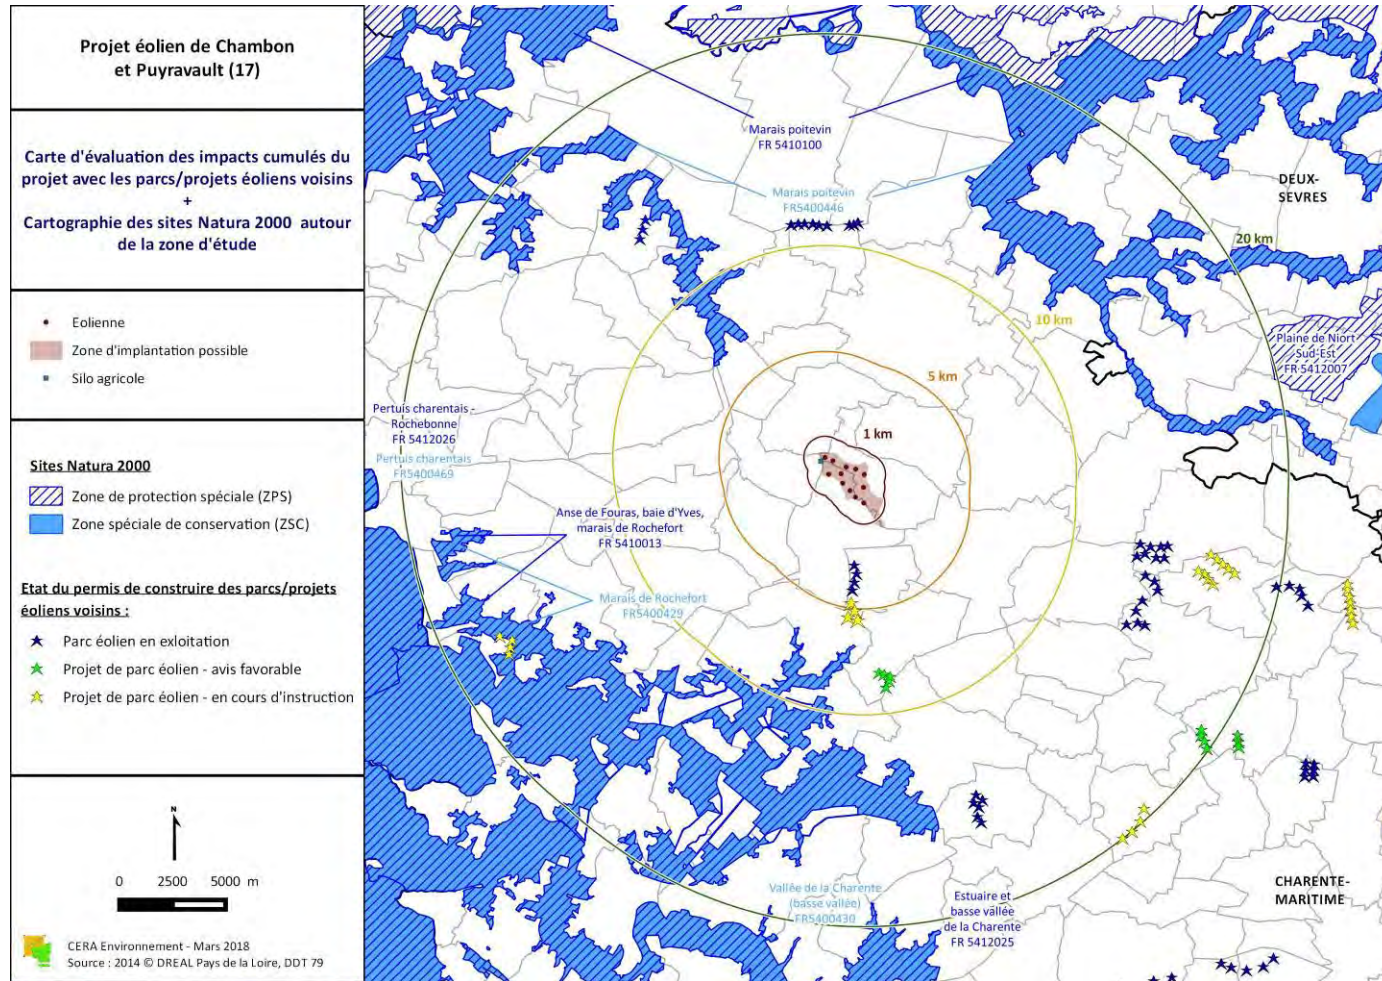 Projet éolien de Chambon
et Puyravault (17)
Carte d'évaluation des impacts cumulés du
projet avec les parcs/projets éoliens voisins
+
Cartographie des sites Natura 2000 autour
de la zone d'étude
Eolienne
Zone d'implantation possible
Silo agricole
Sites Natura 2000
Zone de protection spéciale (ZPS)
Zone spéciale de conservation (ZSC)
Etat du permis de construire des parcs/projets
éoliens voisins :
Parc éolien en exloitation
Projet de parc éolien - avis favorable
Projet de parc éolien - en cours d'instruction
N
0 2500 5000 m
CERA Environnement - Mars 2018
Source : 2014 © DREAL Pays de la Loire, DDT 79
Marais poitevin
FR 5410100
Marais poitevin
FR5400446
DEUX-
SEVRES
20 km
10 km
Plaine de Niort
Sud-Est
FR 5412007
5 km
1 km
Pertuis charentais -
Rochebonne
FR 5412026
Pertuis charentais
FR5400469
Anse de Fouras, baie d'Yves,
marais de Rochefort
FR 5410013
Marais de Rochefort
FR5400429
Vallée de la Charente
(basse vallée)
FR5400430
Estuaire et
basse vallée
de la Charente
FR 5412025
CHARENTE-
MARITIME